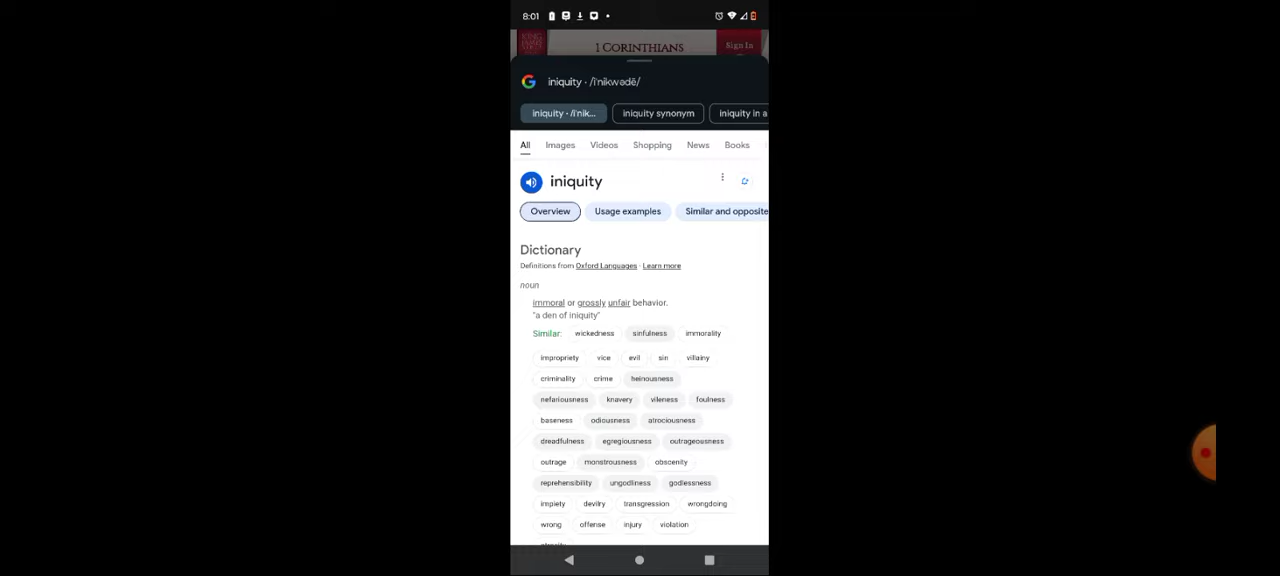 8:01
KING JAMES BIBLE
1 CORINTHIANS
Sign In
iniquity · /iˈnikwədē/
iniquity · /iˈnik...
iniquity synonym
iniquity in a
All Images Videos Shopping News Books
iniquity
Overview
Usage examples
Similar and opposite
Dictionary
Definitions from Oxford Languages · Learn more
noun
immoral or grossly unfair behavior.
"a den of iniquity"
Similar: wickedness sinfulness immorality
impropriety vice evil sin villainy
criminality crime heinousness
nefariousness knavery vileness foulness
baseness odiousness atrociousness
dreadfulness egregiousness outrageousness
outrage monstrousness obscenity
reprehensibility ungodliness godlessness
impiety devilry transgression wrongdoing
wrong offense injury violation